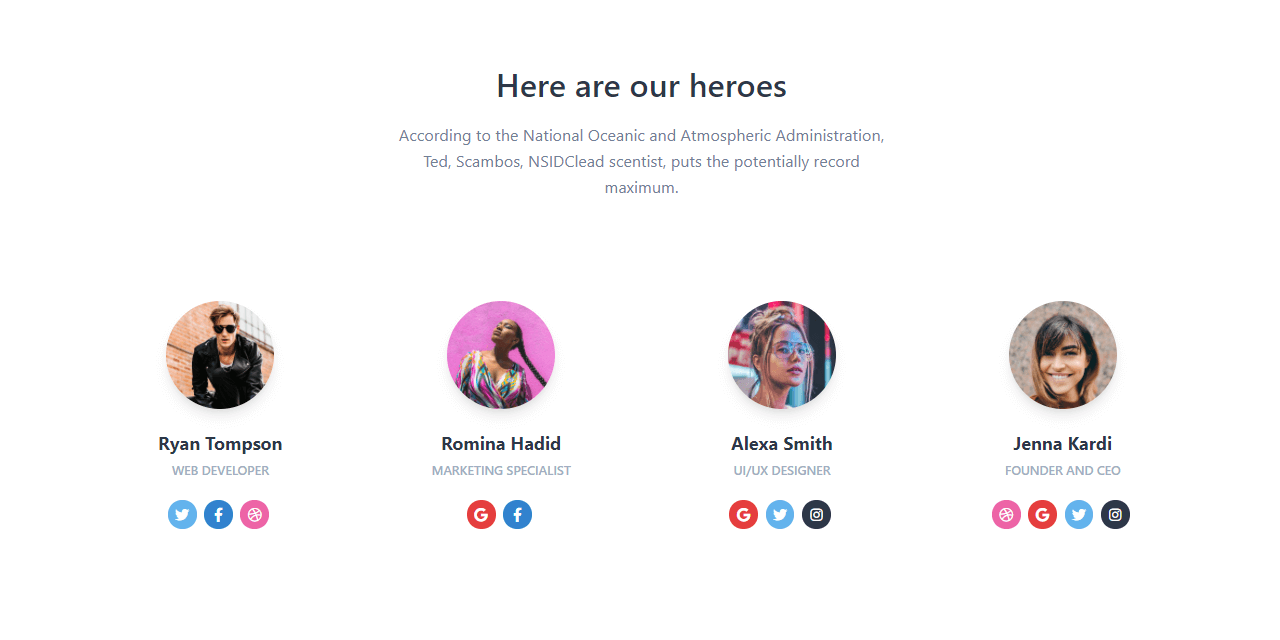 Here are our heroes
According to the National Oceanic and Atmospheric Administration,
Ted, Scambos, NSIDClead scentist, puts the potentially record
maximum.
Ryan Tompson
WEB DEVELOPER
Romina Hadid
MARKETING SPECIALIST
Alexa Smith
UI/UX DESIGNER
Jenna Kardi
FOUNDER AND CEO